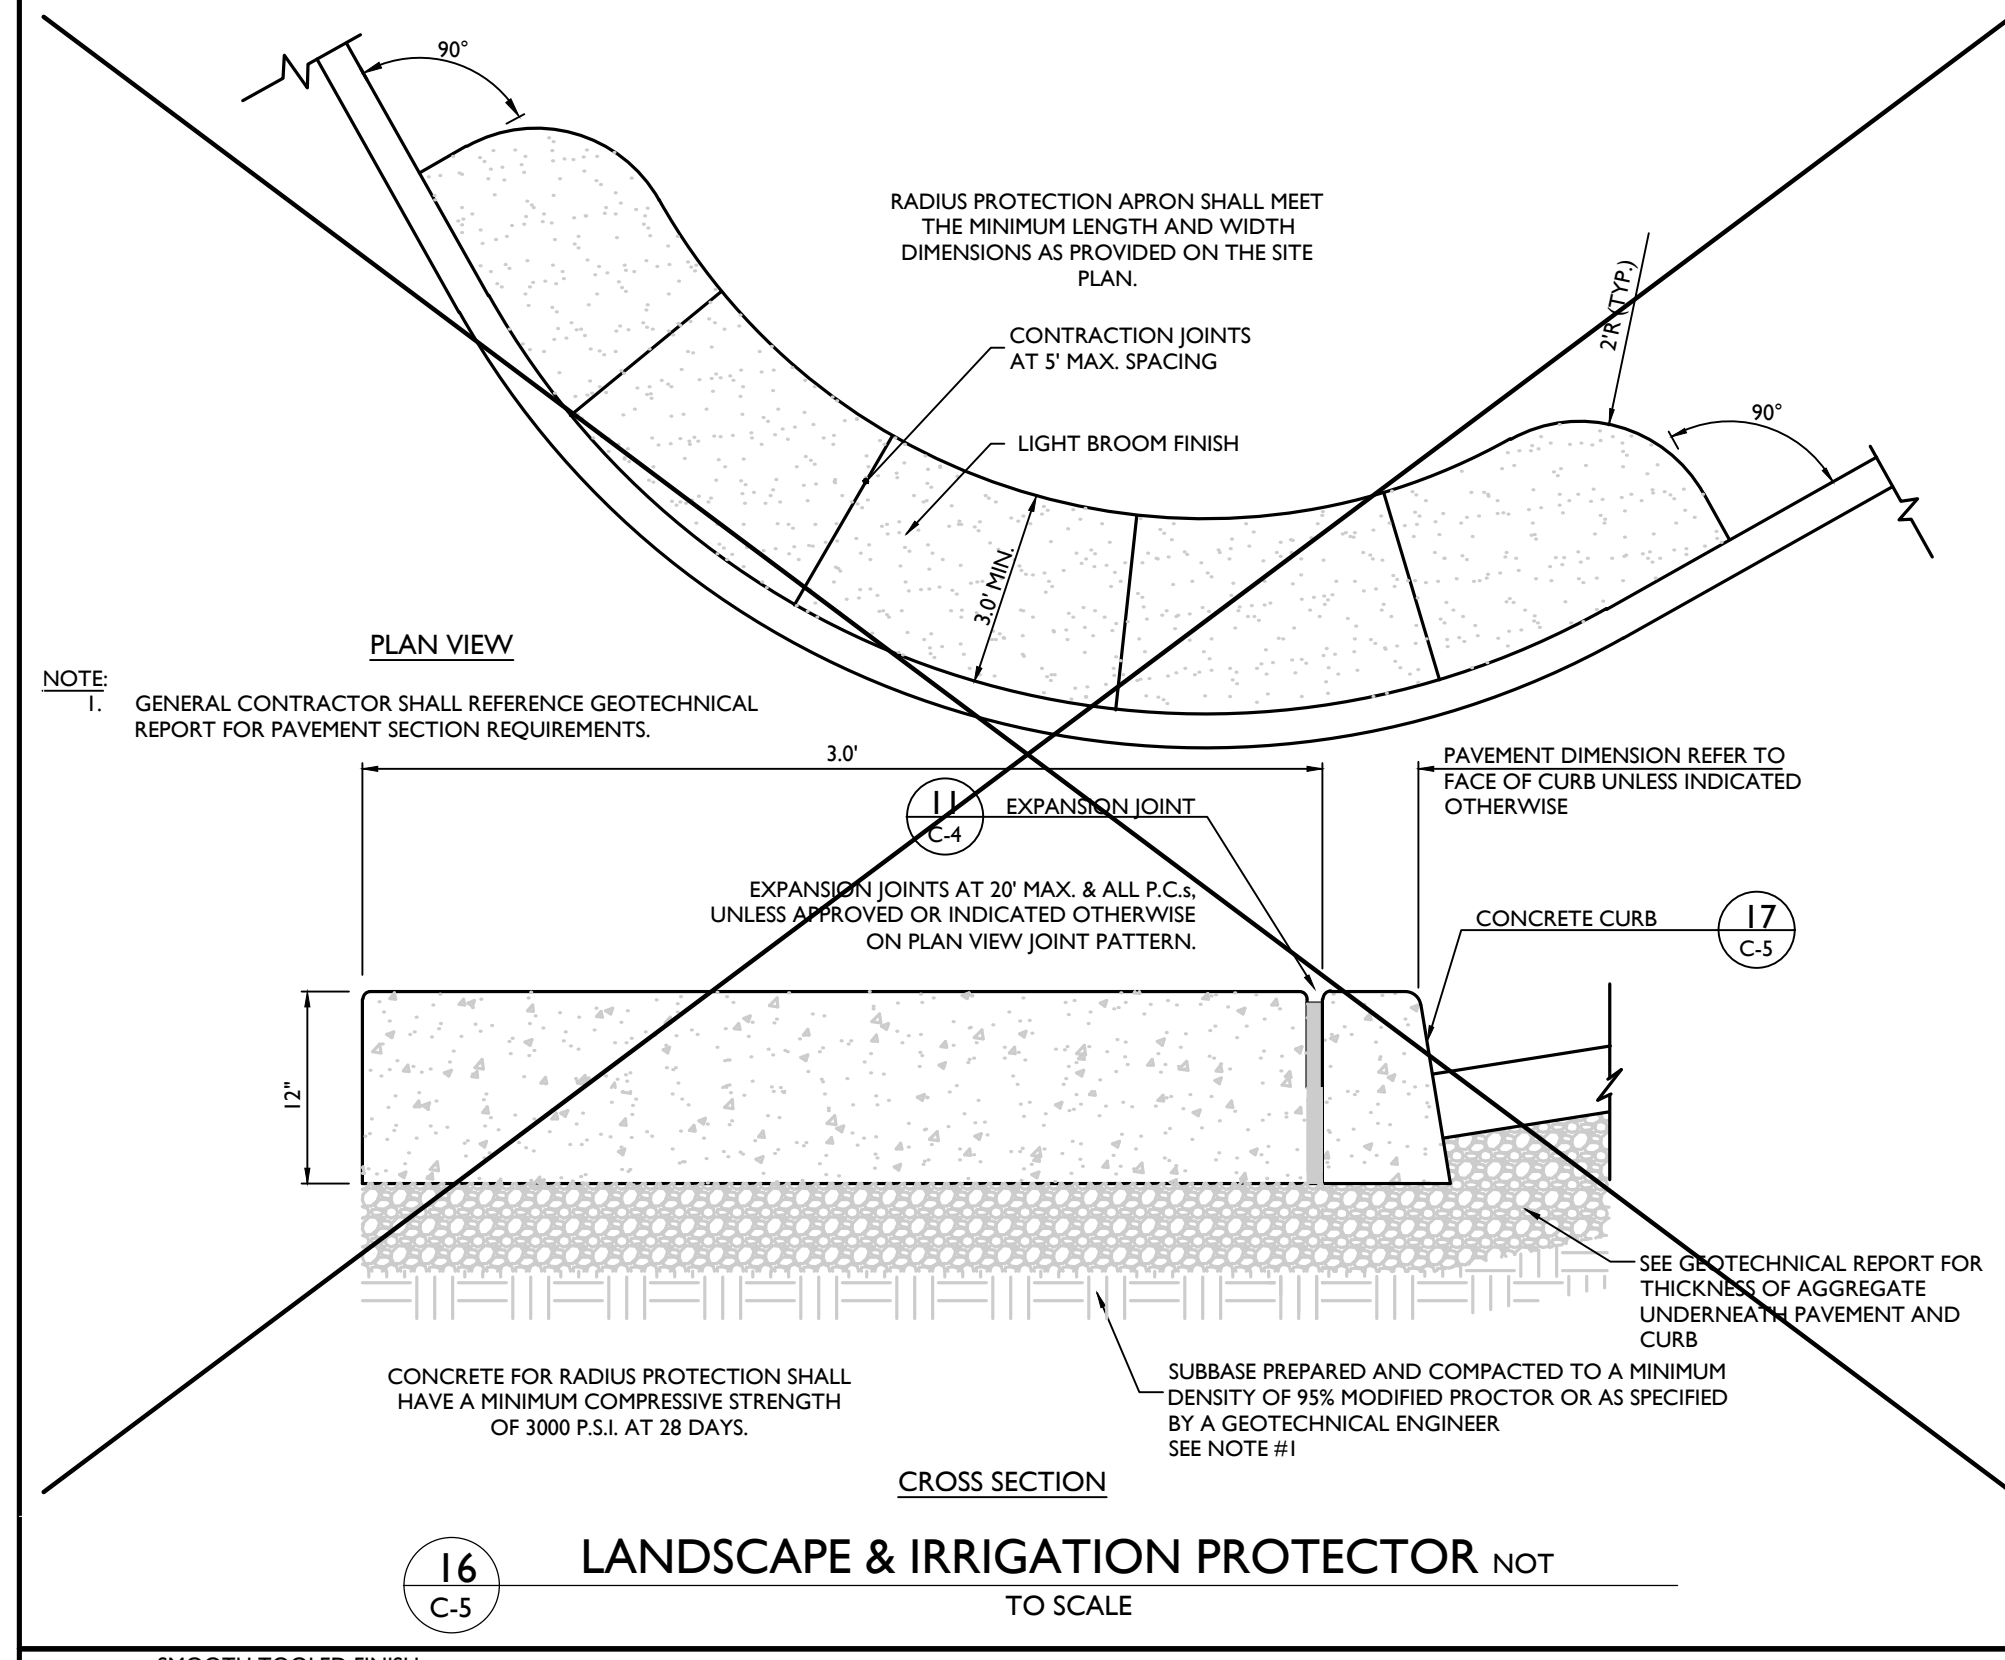 90°
RADIUS PROTECTION APRON SHALL MEET
THE MINIMUM LENGTH AND WIDTH
DIMENSIONS AS PROVIDED ON THE SITE
PLAN.
2'R (TYP.)
CONTRACTION JOINTS
AT 5' MAX. SPACING
90°
LIGHT BROOM FINISH
3.0' MIN.
PLAN VIEW
NOTE:
1. GENERAL CONTRACTOR SHALL REFERENCE GEOTECHNICAL
REPORT FOR PAVEMENT SECTION REQUIREMENTS.
3.0'
PAVEMENT DIMENSION REFER TO
FACE OF CURB UNLESS INDICATED
OTHERWISE
11
C-4
EXPANSION JOINT
EXPANSION JOINTS AT 20' MAX. & ALL P.C.s,
UNLESS APPROVED OR INDICATED OTHERWISE
ON PLAN VIEW JOINT PATTERN.
CONCRETE CURB
17
C-5
12"
SEE GEOTECHNICAL REPORT FOR
THICKNESS OF AGGREGATE
UNDERNEATH PAVEMENT AND
CURB
CONCRETE FOR RADIUS PROTECTION SHALL
HAVE A MINIMUM COMPRESSIVE STRENGTH
OF 3000 P.S.I. AT 28 DAYS.
SUBBASE PREPARED AND COMPACTED TO A MINIMUM
DENSITY OF 95% MODIFIED PROCTOR OR AS SPECIFIED
BY A GEOTECHNICAL ENGINEER
SEE NOTE #1
CROSS SECTION
16
C-5
LANDSCAPE & IRRIGATION PROTECTOR NOT
TO SCALE
SMOOTH TOOLED FINISH